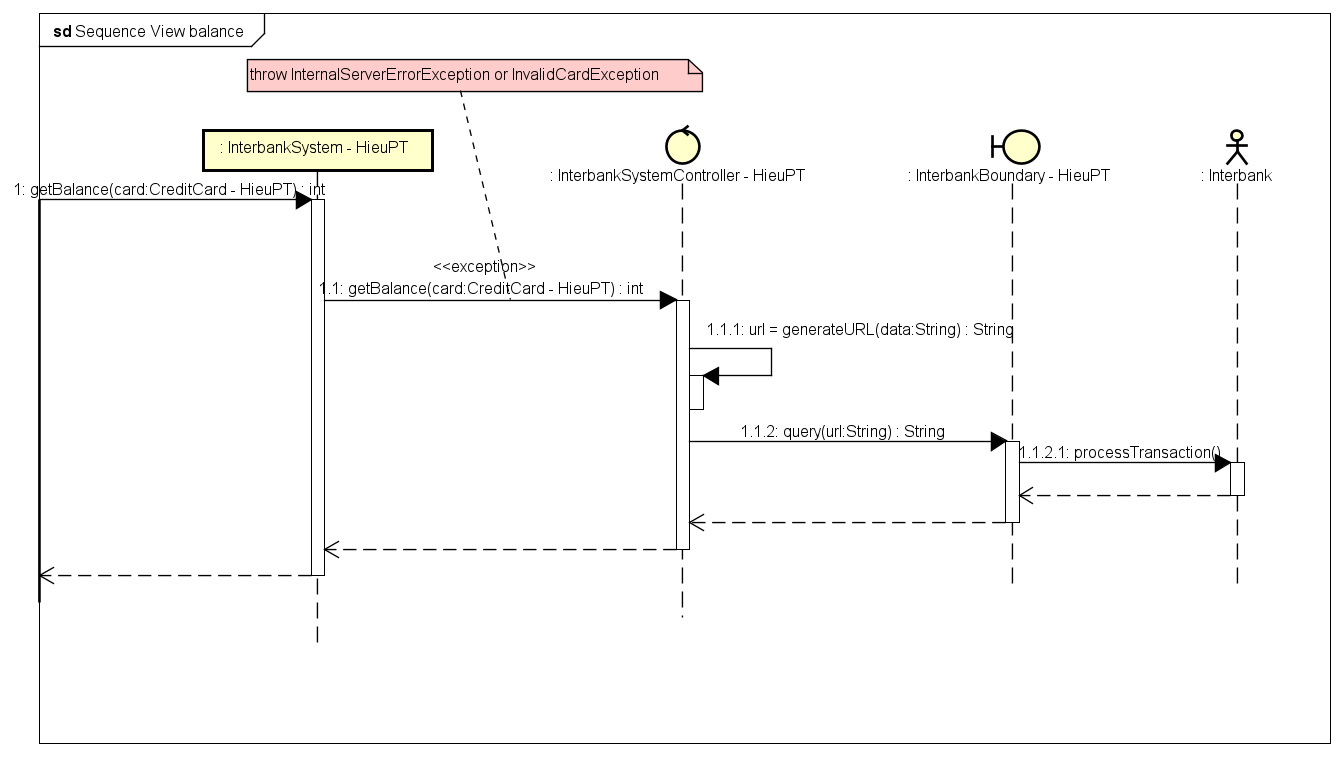 sd Sequence View balance
throw InternalServerErrorException or InvalidCardException
: InterbankSystem - HieuPT
: InterbankSystemController - HieuPT
: InterbankBoundary - HieuPT
: Interbank
1: getBalance(card:CreditCard - HieuPT) : int
<<exception>>
1.1: getBalance(card:CreditCard - HieuPT) : int
1.1.1: url = generateURL(data:String) : String
1.1.2: query(url:String) : String
1.1.2.1: processTransaction()